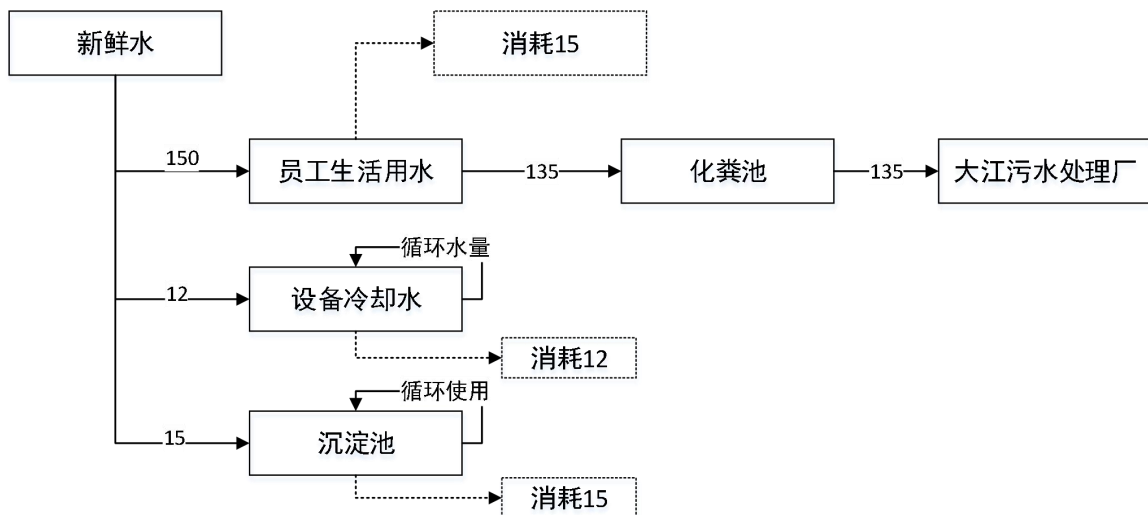 新鲜水
消耗15
150
员工生活用水
135
化粪池
135
大江污水处理厂
循环水量
12
设备冷却水
消耗12
循环使用
15
沉淀池
消耗15